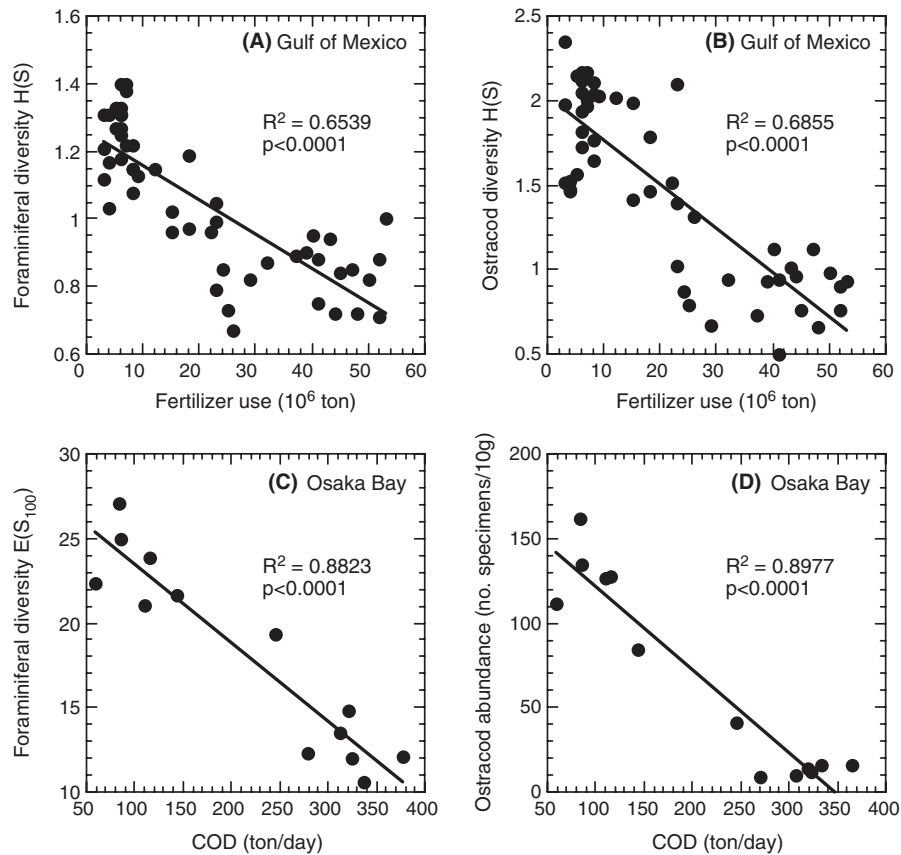 (A) Gulf of Mexico
R² = 0.6539
p<0.0001
Foraminiferal diversity H(S)
1.6
1.4
1.2
1
0.8
0.6
0 10 20 30 40 50 60
Fertilizer use (10⁶ ton)
(B) Gulf of Mexico
R² = 0.6855
p<0.0001
Ostracod diversity H(S)
2.5
2
1.5
1
0.5
0 10 20 30 40 50 60
Fertilizer use (10⁶ ton)
(C) Osaka Bay
R² = 0.8823
p<0.0001
Foraminiferal diversity E(S₁₀₀)
30
25
20
15
10
50 100 150 200 250 300 350 400
COD (ton/day)
(D) Osaka Bay
R² = 0.8977
p<0.0001
Ostracod abundance (no. specimens/10g)
200
150
100
50
0
50 100 150 200 250 300 350 400
COD (ton/day)